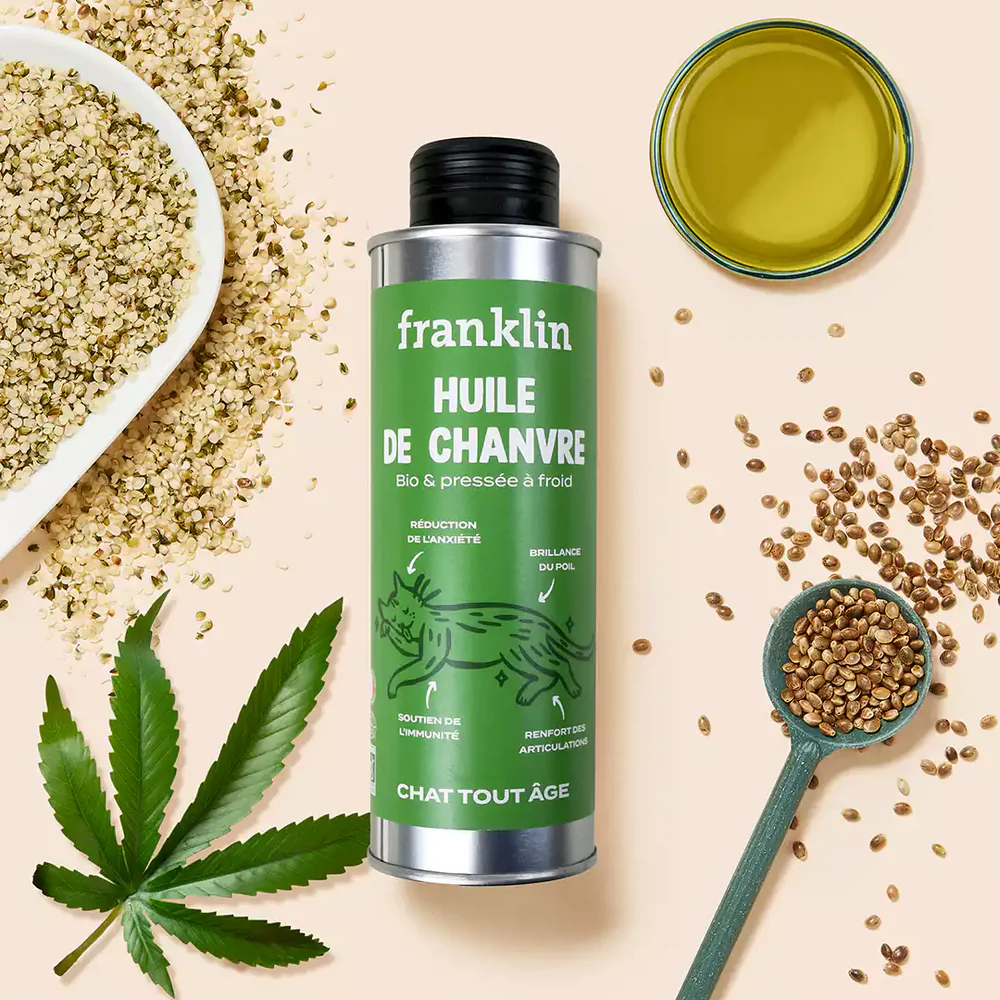 franklin
HUILE
DE CHANVRE
Bio & pressée à froid
RÉDUCTION
DE L'ANXIÉTÉ
BRILLANCE
DU POIL
SOUTIEN DE
L'IMMUNITÉ
RENFORT DES
ARTICULATIONS
CHAT TOUT ÂGE